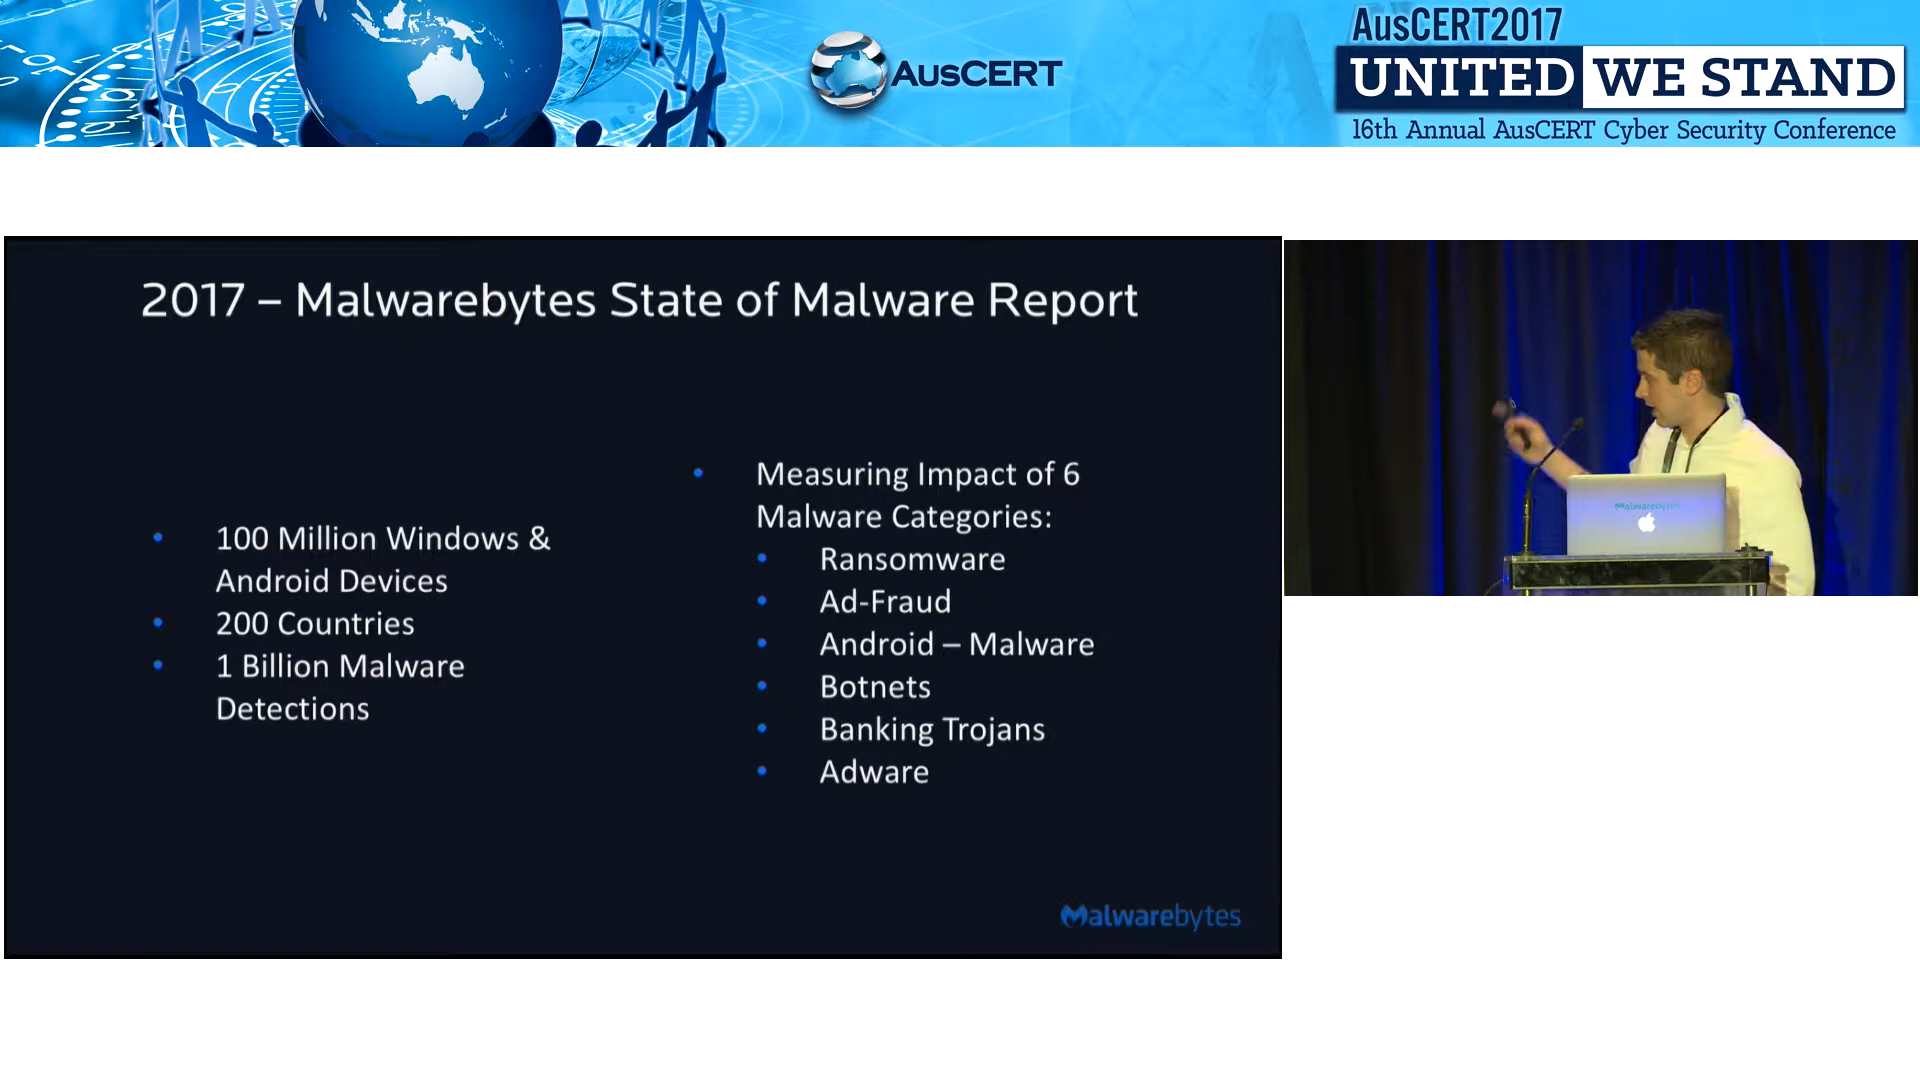 AusCERT
AusCERT2017
UNITED WE STAND
16th Annual AusCERT Cyber Security Conference
2017 – Malwarebytes State of Malware Report
• 100 Million Windows &
Android Devices
• 200 Countries
• 1 Billion Malware
Detections
• Measuring Impact of 6
Malware Categories:
• Ransomware
• Ad-Fraud
• Android – Malware
• Botnets
• Banking Trojans
• Adware
Malwarebytes
Malwarebytes